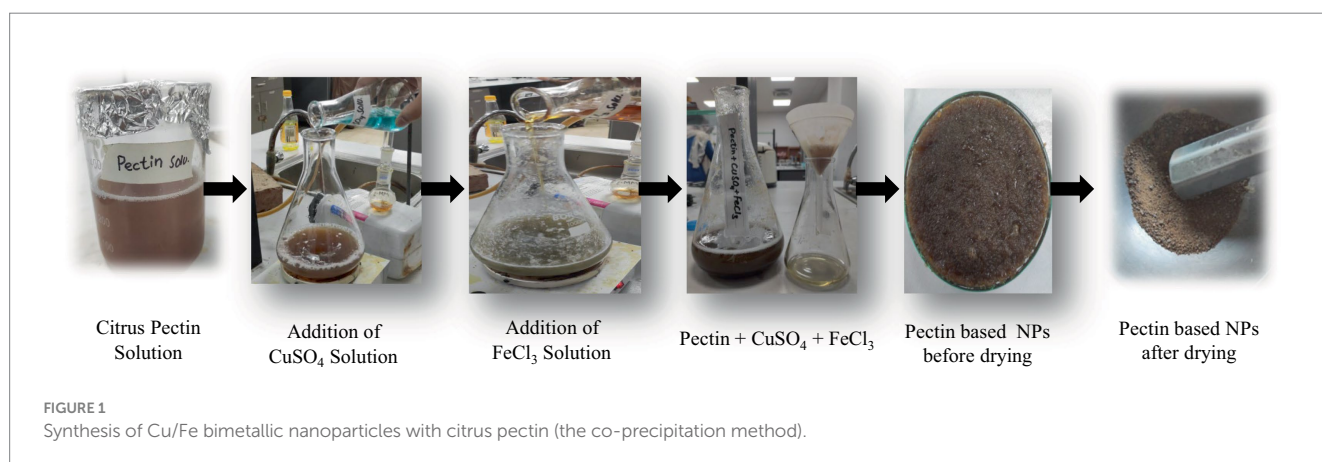 Pectin Solu.
Pectin + CuSO4 + FeCl3
Citrus Pectin
Solution
Addition of
CuSO₄ Solution
Addition of
FeCl₃ Solution
Pectin + CuSO₄ + FeCl₃
Pectin based NPs
before drying
Pectin based NPs
after drying
FIGURE 1
Synthesis of Cu/Fe bimetallic nanoparticles with citrus pectin (the co-precipitation method).